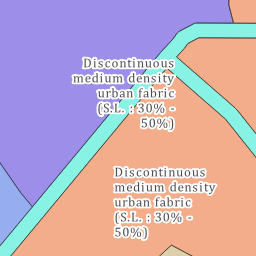 Discontinuous
medium density
urban fabric
(S.L. : 30% -
50%)
Discontinuous
medium density
urban fabric
(S.L. : 30% -
50%)